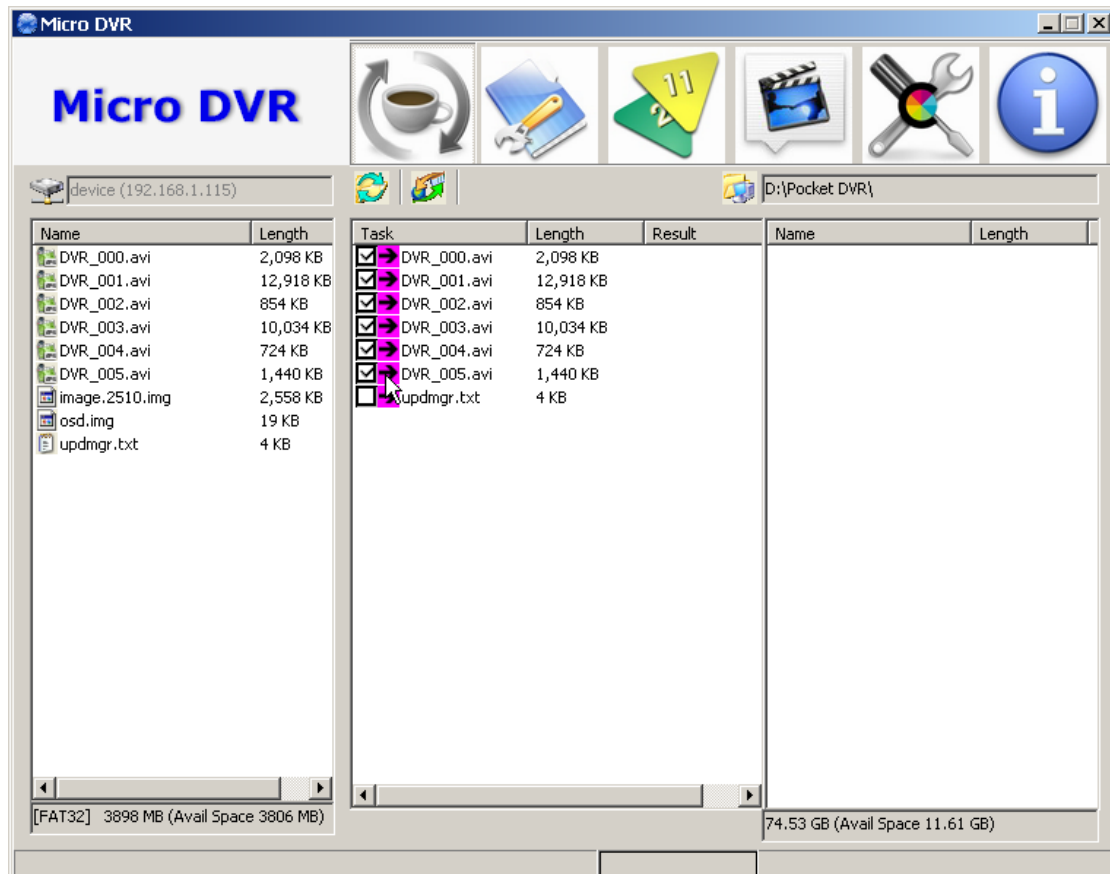 Micro DVR
Micro DVR
11
2
device (192.168.1.115)
D:\Pocket DVR\
Name Length
DVR_000.avi 2,098 KB
DVR_001.avi 12,918 KB
DVR_002.avi 854 KB
DVR_003.avi 10,034 KB
DVR_004.avi 724 KB
DVR_005.avi 1,440 KB
image.2510.img 2,558 KB
osd.img 19 KB
updmgr.txt 4 KB
[FAT32] 3898 MB (Avail Space 3806 MB)
Task Length Result
DVR_000.avi 2,098 KB
DVR_001.avi 12,918 KB
DVR_002.avi 854 KB
DVR_003.avi 10,034 KB
DVR_004.avi 724 KB
DVR_005.avi 1,440 KB
updmgr.txt 4 KB
Name Length
74.53 GB (Avail Space 11.61 GB)